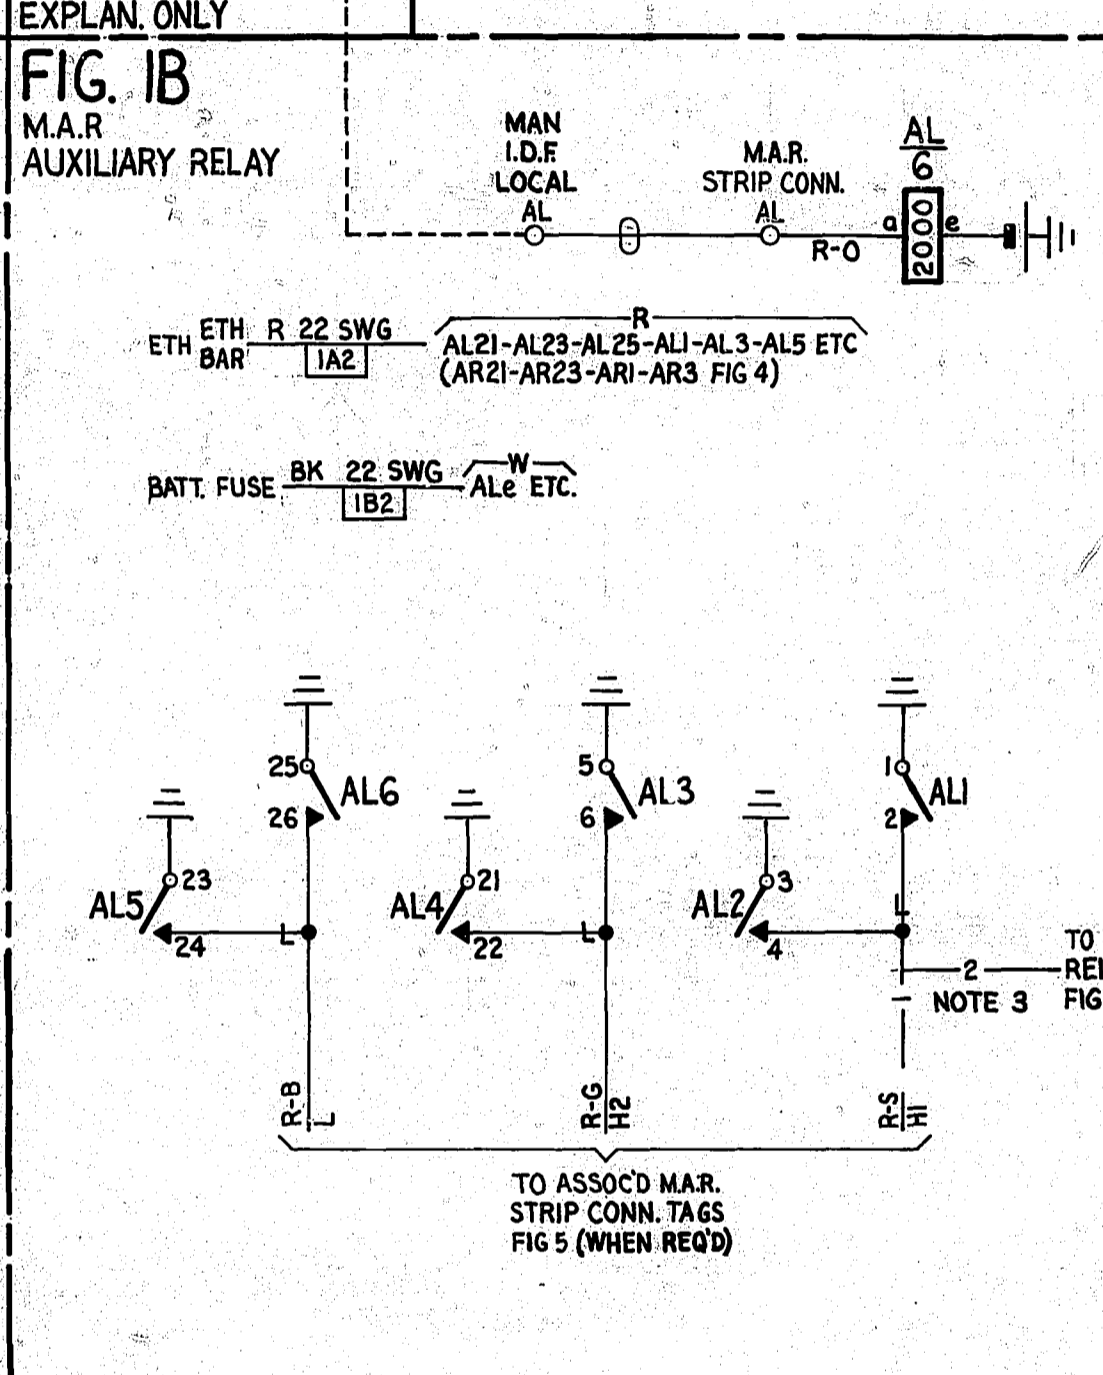 EXPLAN. ONLY
FIG. 1B
M.A.R
AUXILIARY RELAY
MAN
I.D.F.
LOCAL
AL
M.A.R.
STRIP CONN.
AL
R-O
AL
6
a
2000
e
ETH
ETH
BAR
R 22 SWG
1A2
R
AL21-AL23-AL25-AL1-AL3-AL5 ETC
(AR21-AR23-AR1-AR3 FIG 4)
BATT. FUSE
BK 22 SWG
1B2
W
ALe ETC.
25
26
AL6
5
6
AL3
1
2
AL1
AL5
23
24
L
AL4
21
22
L
AL2
3
4
L
2
NOTE 3
TO
FIG
R-B
L
R-G
H2
R-S
H1
TO ASSOC'D M.A.R.
STRIP CONN. TAGS
FIG 5 (WHEN REQ'D)